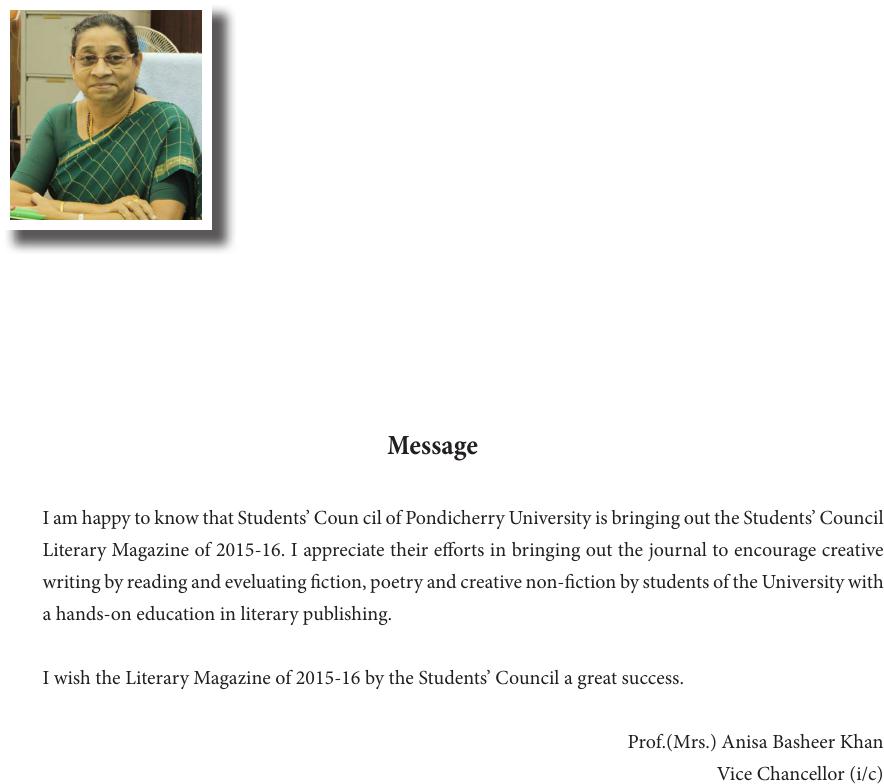 Message
I am happy to know that Students’ Coun cil of Pondicherry University is bringing out the Students’ Council
Literary Magazine of 2015-16. I appreciate their efforts in bringing out the journal to encourage creative
writing by reading and eveluating fiction, poetry and creative non-fiction by students of the University with
a hands-on education in literary publishing.
I wish the Literary Magazine of 2015-16 by the Students’ Council a great success.
Prof.(Mrs.) Anisa Basheer Khan
Vice Chancellor (i/c)